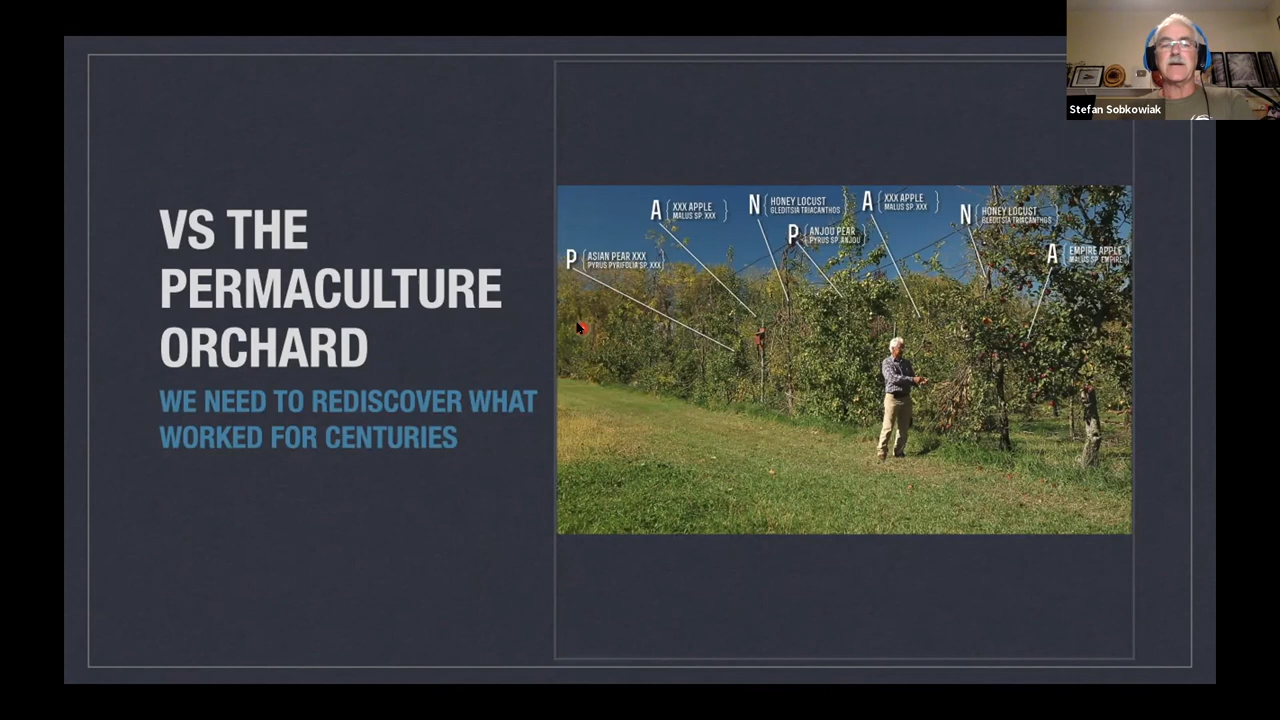 VS THE
PERMACULTURE
ORCHARD
WE NEED TO REDISCOVER WHAT
WORKED FOR CENTURIES
A { XXX APPLE
MALUS SP. XXX }
N { HONEY LOCUST
GLEDITSIA TRIACANTHOS }
A { XXX APPLE
MALUS SP. XXX }
N { HONEY LOCUST
GLEDITSIA TRISCANTHOS }
P { ANJOU PEAR
PYRUS SP. ANJOU }
P { ASIAN PEAR XXX
PYRUS PYRIFOLIA SP. XXX }
A { EMPIRE APPLE
MALUS SP. EMPIRE }
Stefan Sobkowiak